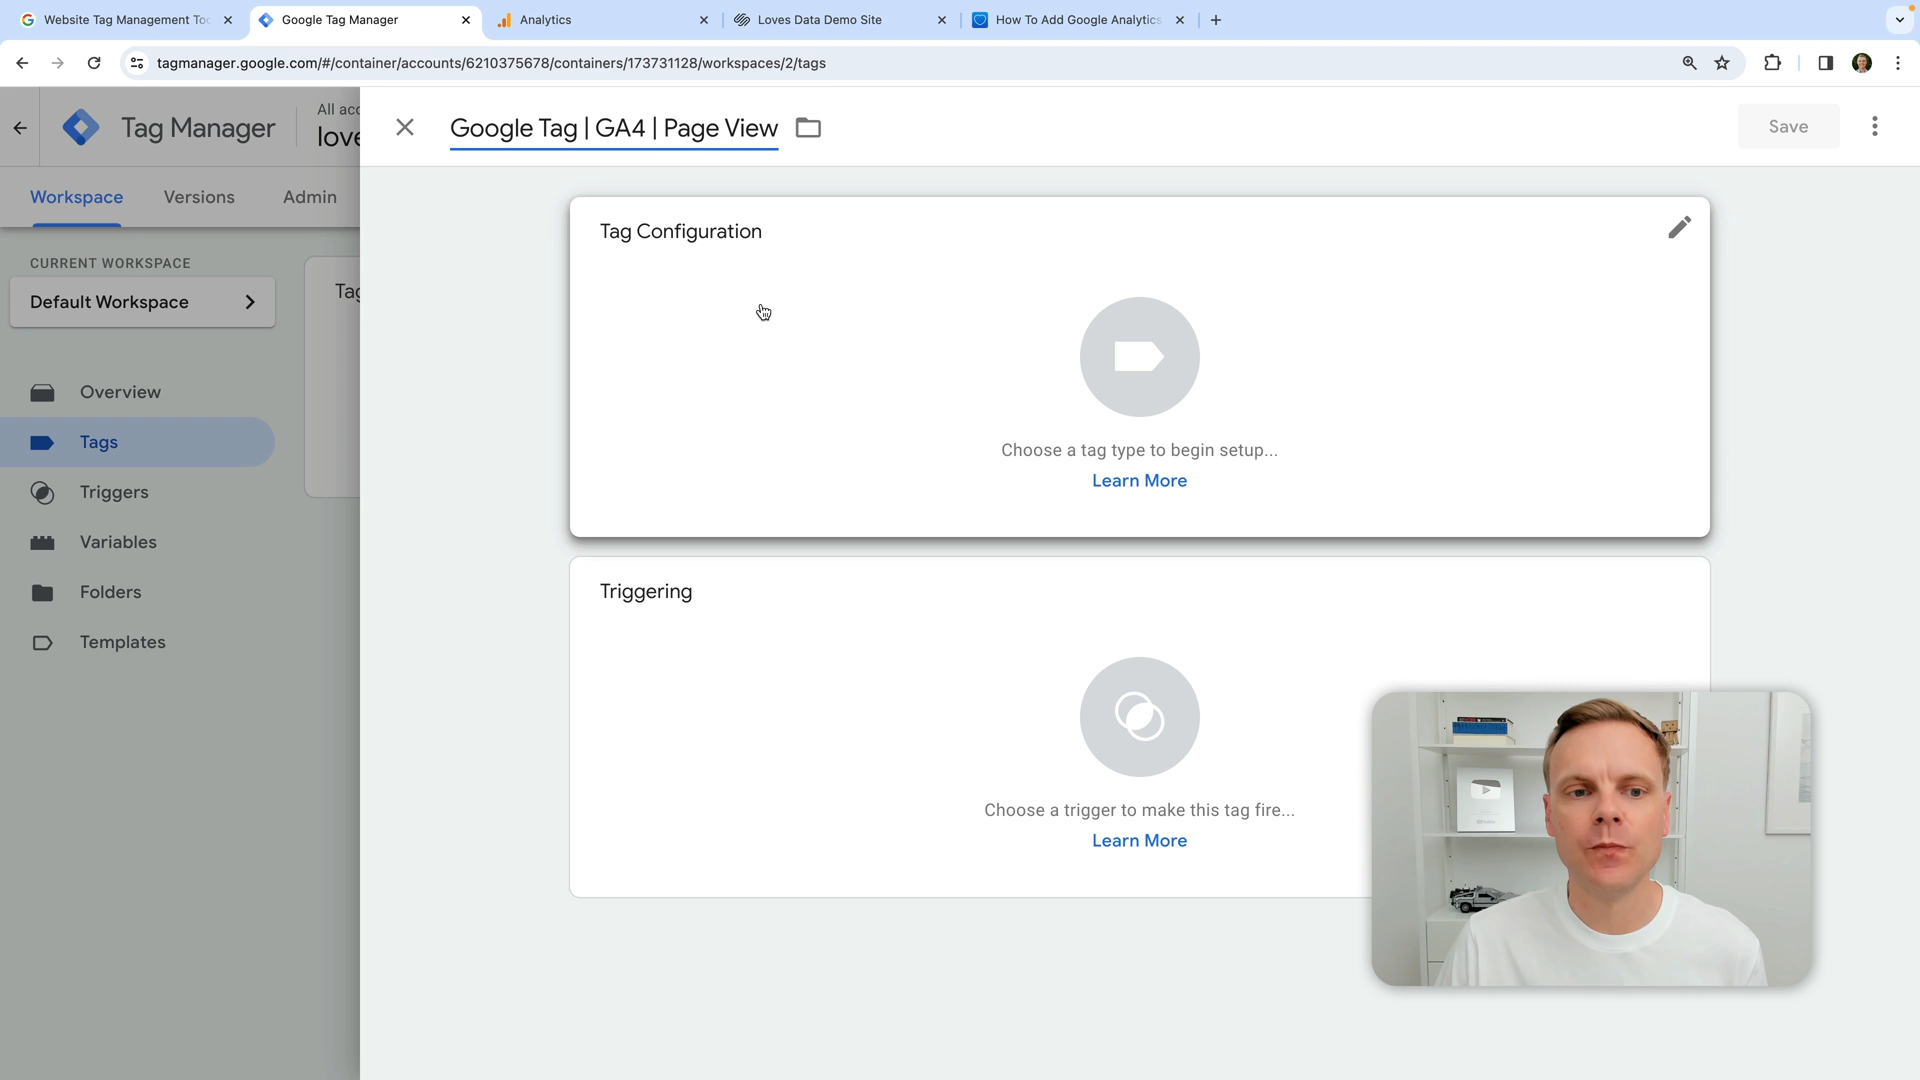 Website Tag Management Too
Google Tag Manager
Analytics
Loves Data Demo Site
How To Add Google Analytics
tagmanager.google.com/#/container/accounts/6210375678/containers/173731128/workspaces/2/tags
Tag Manager
All acc
love
Google Tag | GA4 | Page View
Save
Workspace
Versions
Admin
CURRENT WORKSPACE
Default Workspace
Tag
Overview
Tags
Triggers
Variables
Folders
Templates
Tag Configuration
Choose a tag type to begin setup...
Learn More
Triggering
Choose a trigger to make this tag fire...
Learn More